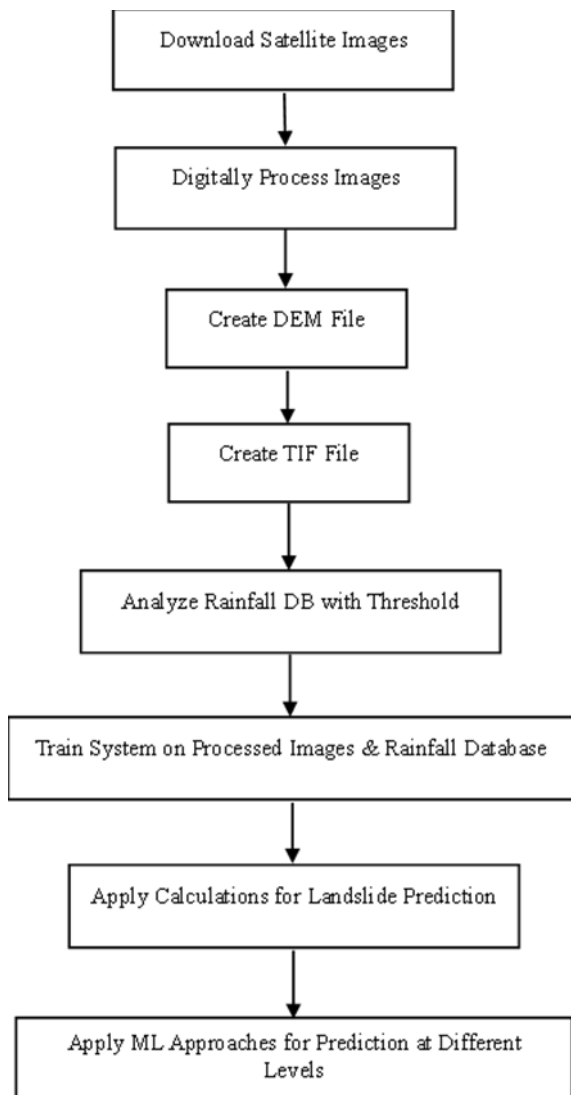 Download Satellite Images
Digitally Process Images
Create DEM File
Create TIF File
Analyze Rainfall DB with Threshold
Train System on Processed Images & Rainfall Database
Apply Calculations for Landslide Prediction
Apply ML Approaches for Prediction at Different
Levels